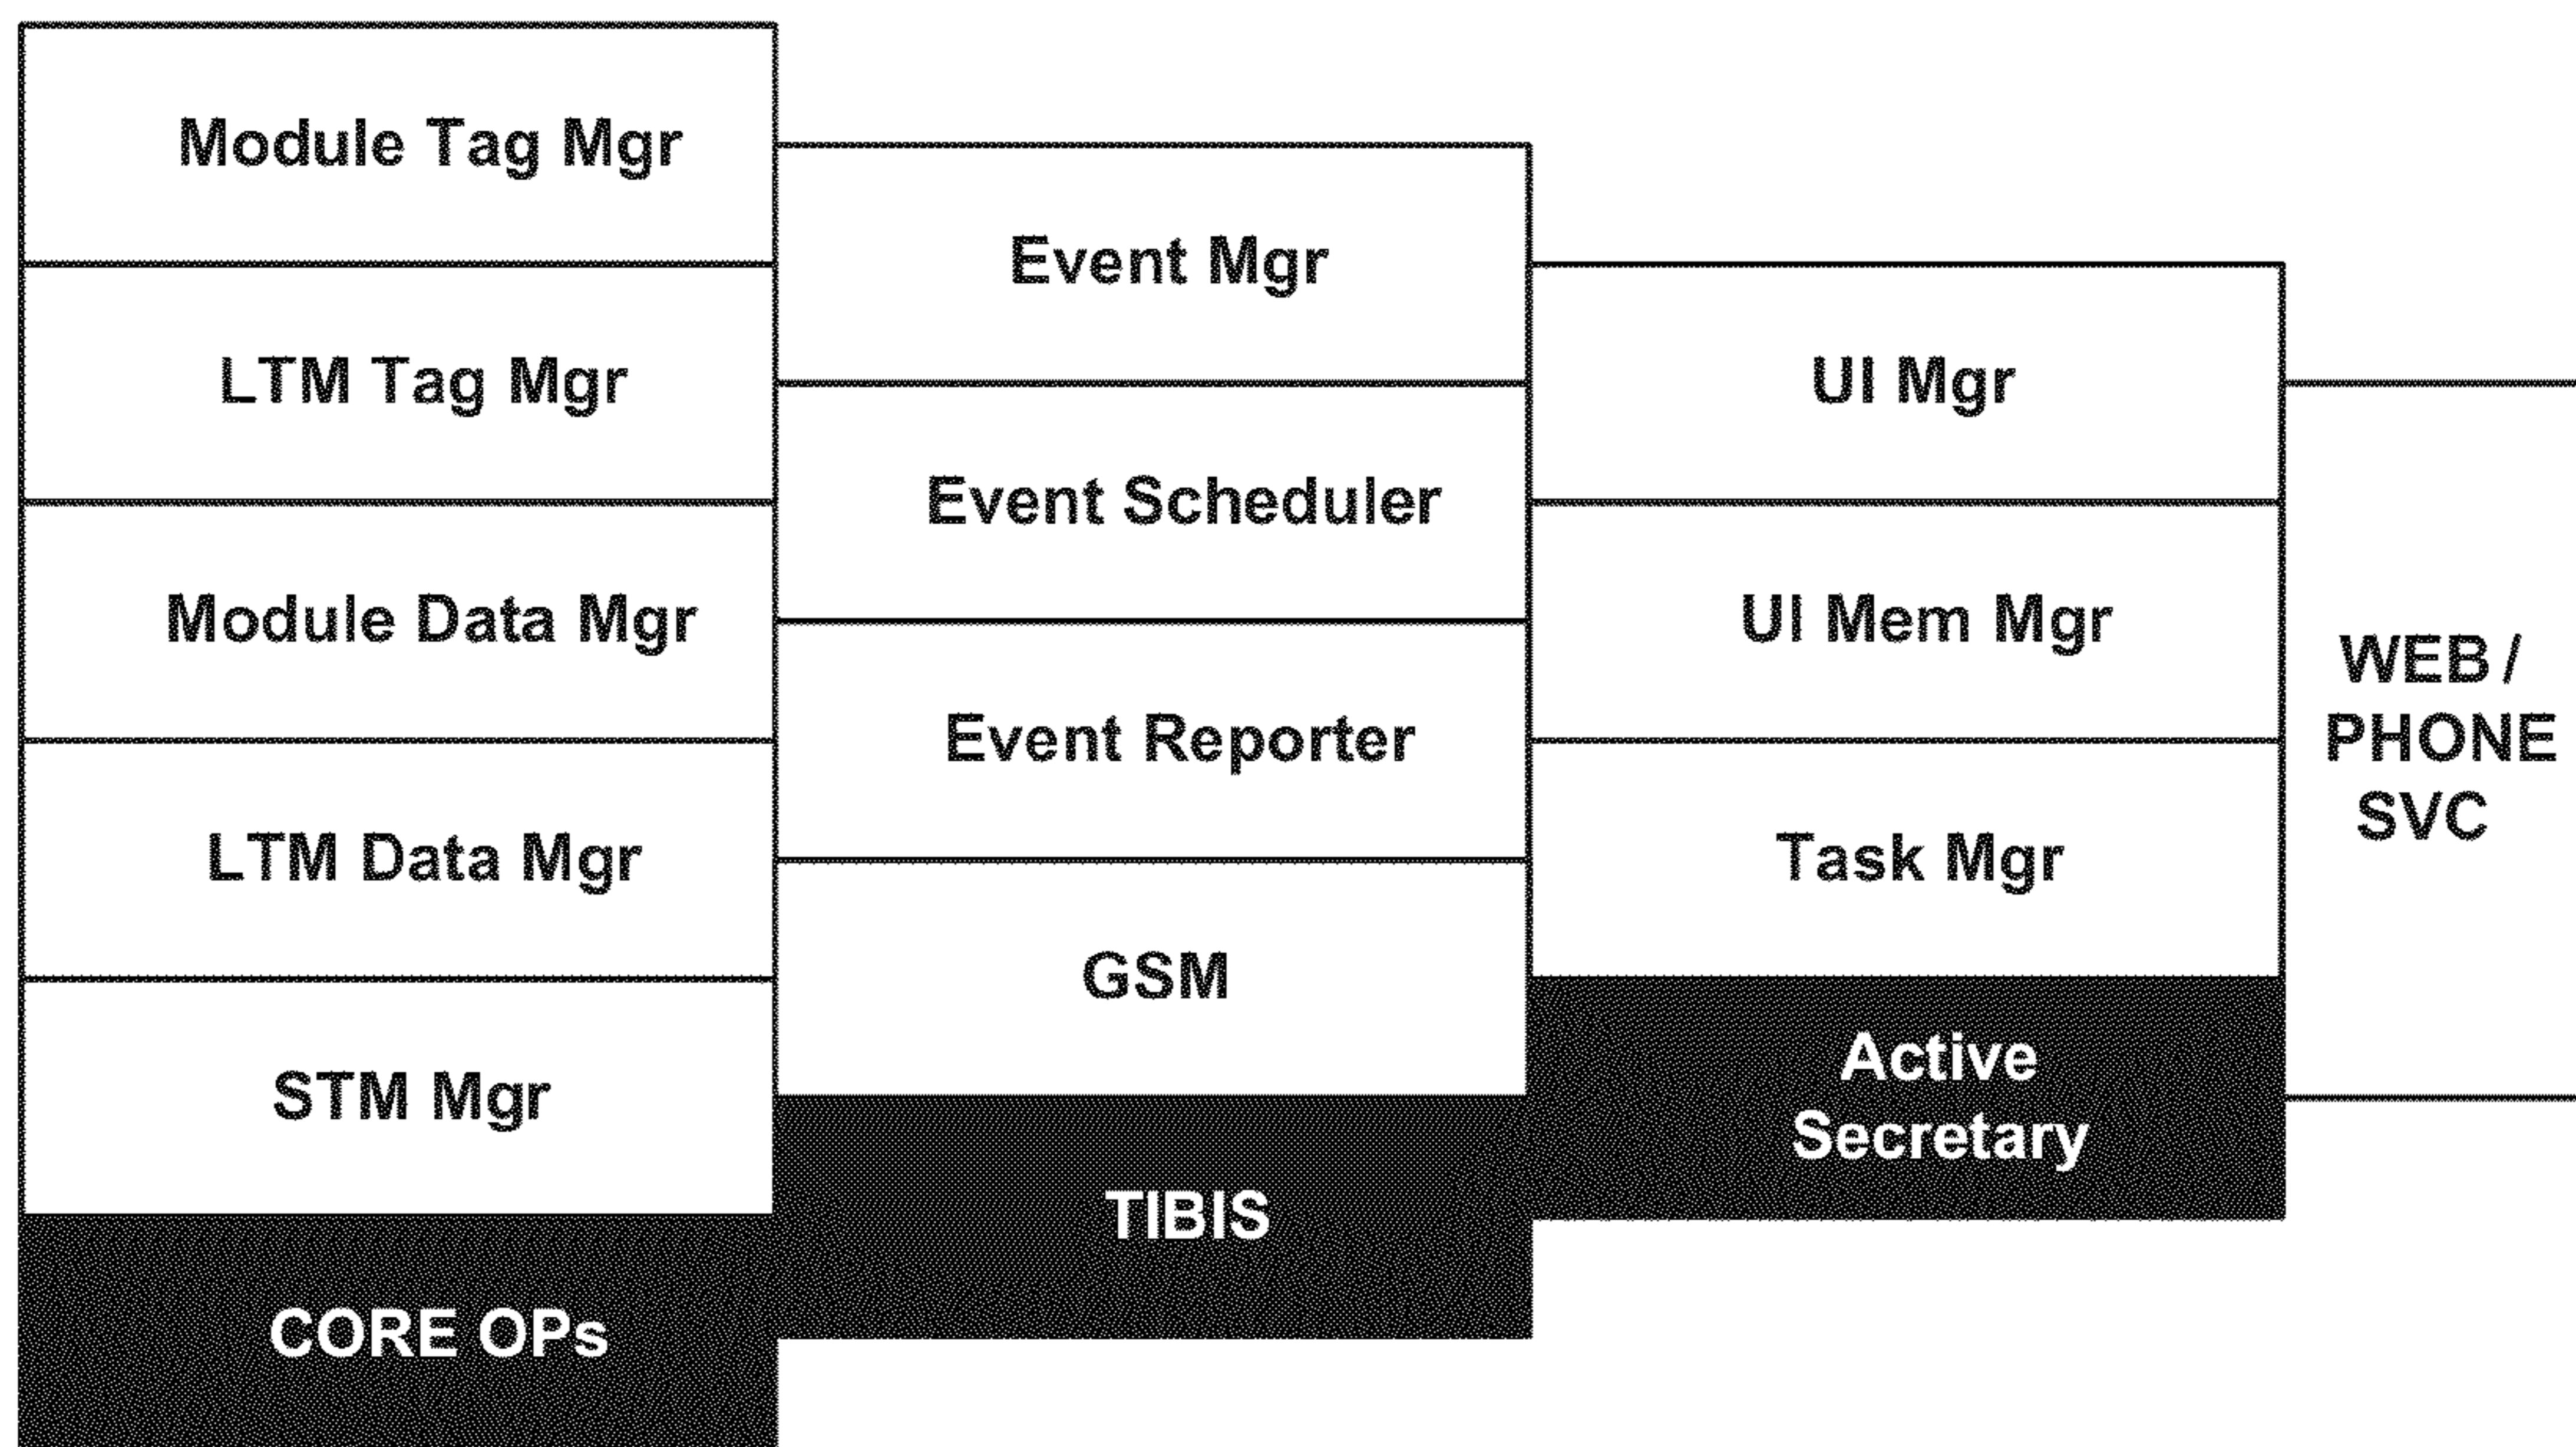 Module Tag Mgr
LTM Tag Mgr
Module Data Mgr
LTM Data Mgr
STM Mgr
CORE OPs
Event Mgr
Event Scheduler
Event Reporter
GSM
TIBIS
UI Mgr
UI Mem Mgr
Task Mgr
Active
Secretary
WEB /
PHONE
SVC